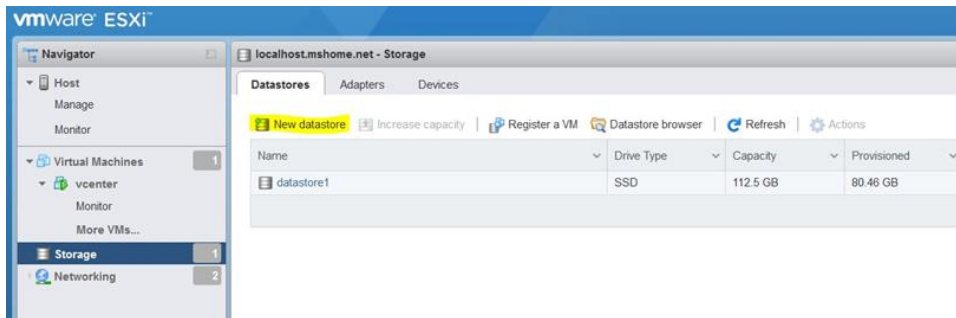 vmware ESXi™
Navigator
Host
Manage
Monitor
Virtual Machines 1
vcenter
Monitor
More VMs...
Storage 1
Networking 2
localhost.mshome.net - Storage
Datastores Adapters Devices
New datastore Increase capacity Register a VM Datastore browser Refresh Actions
Name Drive Type Capacity Provisioned
datastore1 SSD 112.5 GB 80.46 GB